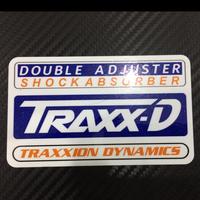 DOUBLE ADJUSTER
SHOCK ABSORBER
TRAXX-D
TRAXXION DYNAMICS